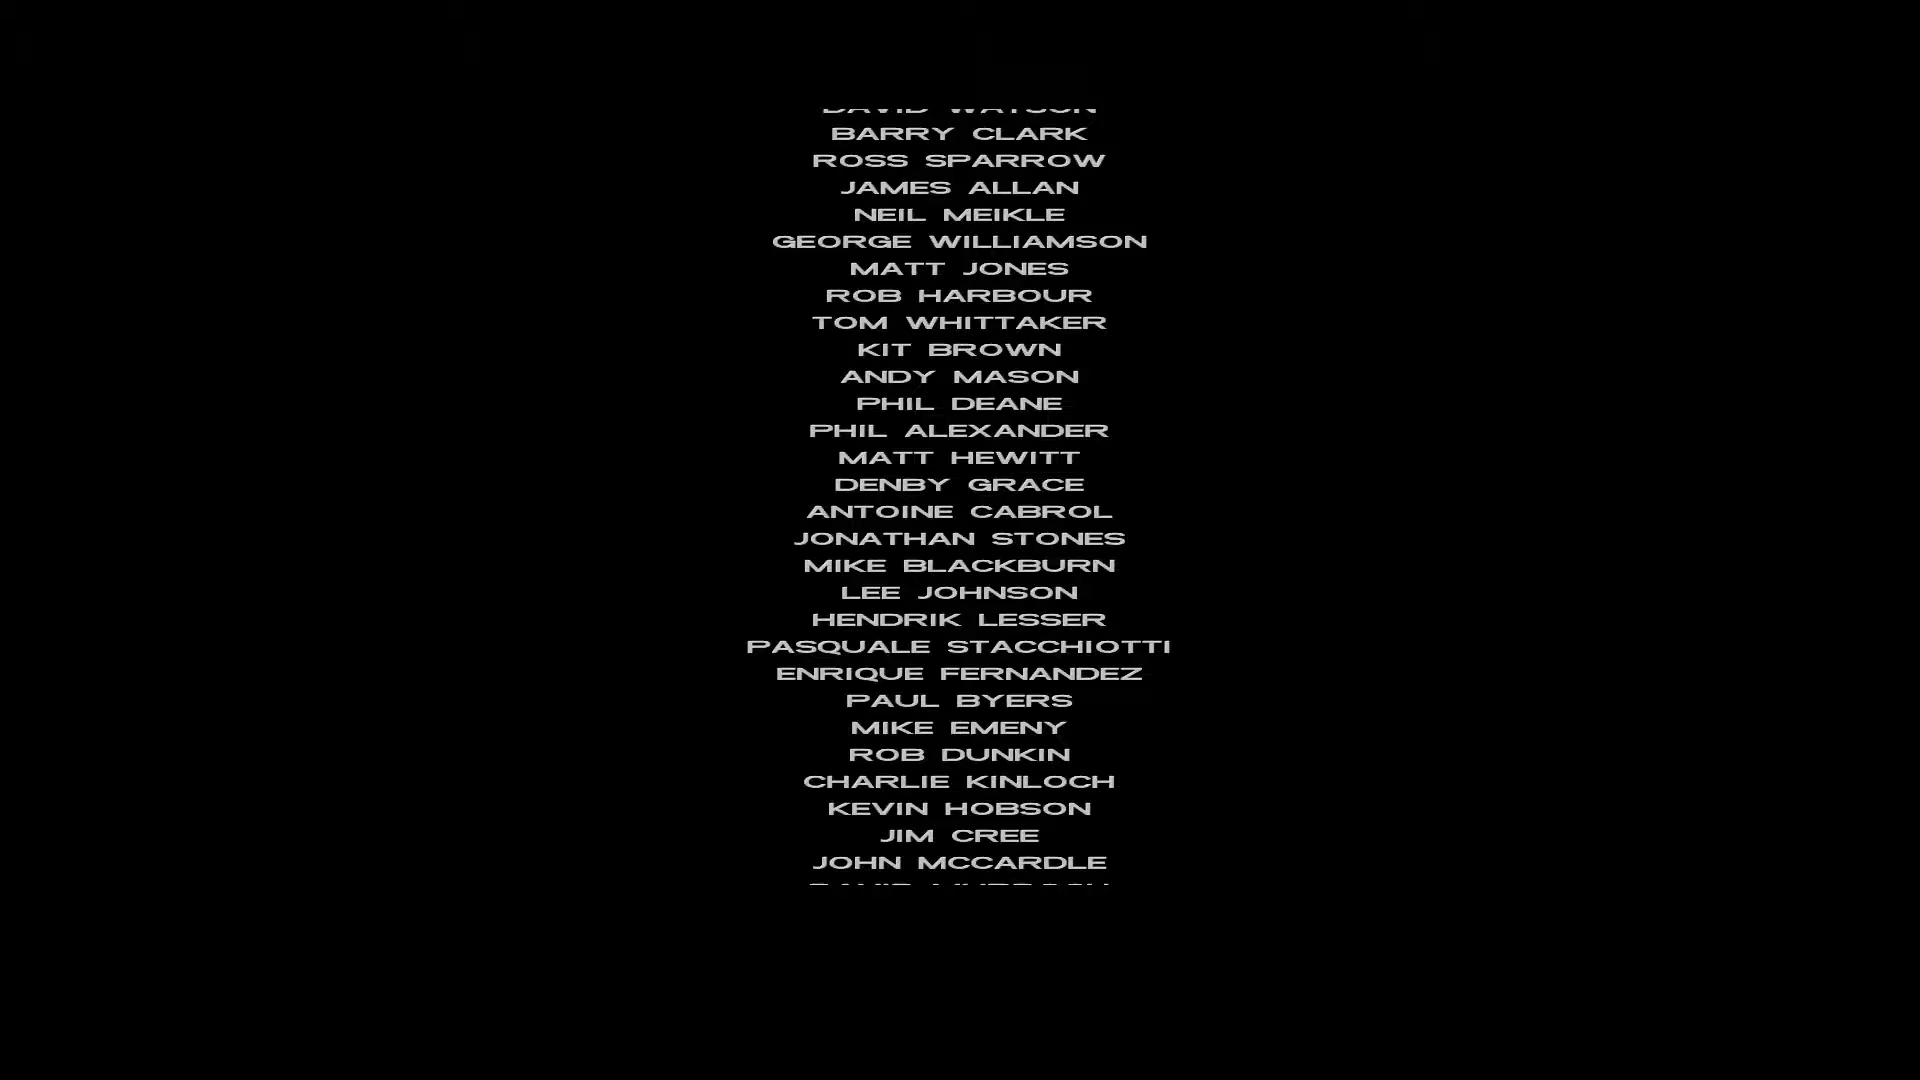 DAVID WATSON
BARRY CLARK
ROSS SPARROW
JAMES ALLAN
NEIL MEIKLE
GEORGE WILLIAMSON
MATT JONES
ROB HARBOUR
TOM WHITTAKER
KIT BROWN
ANDY MASON
PHIL DEANE
PHIL ALEXANDER
MATT HEWITT
DENBY GRACE
ANTOINE CABROL
JONATHAN STONES
MIKE BLACKBURN
LEE JOHNSON
HENDRIK LESSER
PASQUALE STACCHIOTTI
ENRIQUE FERNANDEZ
PAUL BYERS
MIKE EMENY
ROB DUNKIN
CHARLIE KINLOCH
KEVIN HOBSON
JIM CREE
JOHN MCCARDLE